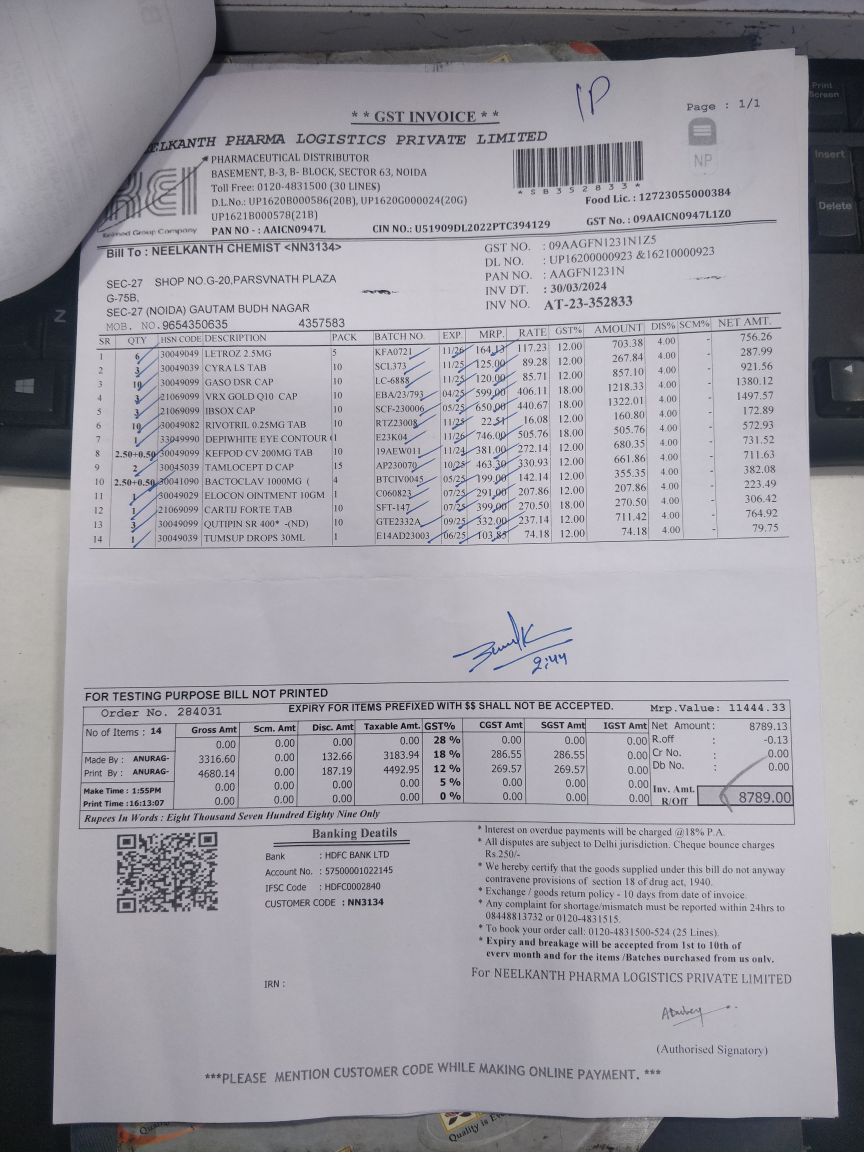 Print Screen
Insert
Delete
Z
IP
* * GST INVOICE * *
Page : 1/1
NEELKANTH PHARMA LOGISTICS PRIVATE LIMITED
PHARMACEUTICAL DISTRIBUTOR
BASEMENT, B-3, B- BLOCK, SECTOR 63, NOIDA
Toll Free: 0120-4831500 (30 LINES)
D.L.No.: UP1620B000586(20B), UP1620G000024(20G)
UP1621B000578(21B)
PAN NO - : AAICN0947L
CIN NO.: U51909DL2022PTC394129
NP
*5B352833*
Food Lic. : 12723055000384
GST No. : 09AAICN0947L1Z0
Group Company
Bill To : NEELKANTH CHEMIST <NN3134>
SEC-27 SHOP NO.G-20,PARSVNATH PLAZA
G-75B,
SEC-27 (NOIDA) GAUTAM BUDH NAGAR
MOB. NO.9654350635 4357583
GST NO. : 09AAGFN1231N1Z5
DL NO. : UP16200000923 &16210000923
PAN NO. : AAGFN1231N
INV DT. : 30/03/2024
INV NO. AT-23-352833
SR QTY HSN CODE DESCRIPTION PACK BATCH NO. EXP. MRP. RATE GST% AMOUNT DIS% SCM% NET AMT.
1 6 30049049 LETROZ 2.5MG 5 KFA0721 11/26 164.13 117.23 12.00 703.38 4.00 - 756.26
2 3 30049039 CYRA LS TAB 10 SCL373 11/25 125.00 89.28 12.00 267.84 4.00 - 287.99
3 10 30049099 GASO DSR CAP 10 LC-6888 11/25 120.00 85.71 12.00 857.10 4.00 - 921.56
4 3 21069099 VRX GOLD Q10 CAP 10 EBA/23/793 04/25 599.00 406.11 18.00 1218.33 4.00 - 1380.12
5 3 21069099 IBSOX CAP 10 SCF-230006 05/25 650.00 440.67 18.00 1322.01 4.00 - 1497.57
6 10 30049082 RIVOTRIL 0.25MG TAB 10 RTZ23008 11/25 22.51 16.08 12.00 160.80 4.00 - 172.89
7 1 33049990 DEPIWHITE EYE CONTOUR ( 1 E23K04 11/26 746.00 505.76 18.00 505.76 4.00 - 572.93
8 2.50+0.50 30049099 KEFPOD CV 200MG TAB 10 19AEW011 11/24 381.00 272.14 12.00 680.35 4.00 - 731.52
9 2 30045039 TAMLOCEPT D CAP 15 AP230070 10/25 463.30 330.93 12.00 661.86 4.00 - 711.63
10 2.50+0.50 30041090 BACTOCLAV 1000MG ( 4 BTCIV0045 05/25 199.00 142.14 12.00 355.35 4.00 - 382.08
11 1 30049029 ELOCON OINTMENT 10GM 1 C060823 07/25 291.00 207.86 12.00 207.86 4.00 - 223.49
12 1 21069099 CARTIJ FORTE TAB 10 SFT-147 07/25 399.00 270.50 18.00 270.50 4.00 - 306.42
13 3 30049099 QUTIPIN SR 400* -(ND) 10 GTE2332A 09/25 332.00 237.14 12.00 711.42 4.00 - 764.92
14 1 30049039 TUMSUP DROPS 30ML 1 E14AD23003 06/25 103.85 74.18 12.00 74.18 4.00 - 79.75
2:44
FOR TESTING PURPOSE BILL NOT PRINTED
Order No. 284031 EXPIRY FOR ITEMS PREFIXED WITH $$ SHALL NOT BE ACCEPTED. Mrp.Value: 11444.33
No of Items : 14
Made By : ANURAG-
Print By : ANURAG-
Make Time : 1:55PM
Print Time :16:13:07
Gross Amt Scm. Amt Disc. Amt Taxable Amt. GST% CGST Amt SGST Amt IGST Amt
0.00 0.00 0.00 0.00 28 % 0.00 0.00 0.00
3316.60 0.00 132.66 3183.94 18 % 286.55 286.55 0.00
4680.14 0.00 187.19 4492.95 12 % 269.57 269.57 0.00
0.00 0.00 0.00 0.00 5 % 0.00 0.00 0.00
0.00 0.00 0.00 0.00 0 % 0.00 0.00 0.00
Net Amount: 8789.13
R.off : -0.13
Cr No. : 0.00
Db No. : 0.00
Inv. Amt. R/Off 8789.00
Rupees In Words : Eight Thousand Seven Hundred Eighty Nine Only
Banking Deatils
Bank : HDFC BANK LTD
Account No. : 57500001022145
IFSC Code : HDFC0002840
CUSTOMER CODE : NN3134
IRN :
* Interest on overdue payments will be charged @18% P.A.
* All disputes are subject to Delhi jurisdiction. Cheque bounce charges
Rs.250/-
* We hereby certify that the goods supplied under this bill do not anyway
contravene provisions of section 18 of drug act, 1940.
* Exchange / goods return policy - 10 days from date of invoice.
* Any complaint for shortage/mismatch must be reported within 24hrs to
08448813732 or 0120-4831515.
* To book your order call: 0120-4831500-524 (25 Lines).
* Expiry and breakage will be accepted from 1st to 10th of
every month and for the items /Batches purchased from us only.
For NEELKANTH PHARMA LOGISTICS PRIVATE LIMITED
(Authorised Signatory)
***PLEASE MENTION CUSTOMER CODE WHILE MAKING ONLINE PAYMENT. ***